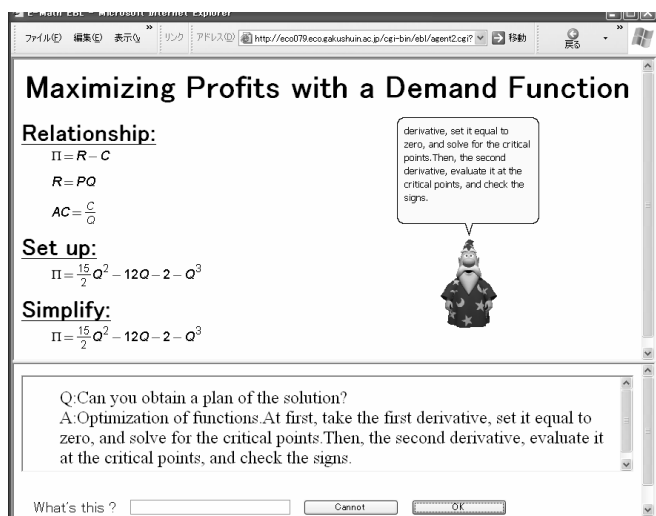 E-Math EBL - Microsoft Internet Explorer
ファイル(F) 編集(E) 表示(V » リンク アドレス(D) http://eco079.eco.gakushuin.ac.jp/cgi-bin/ebl/agent2.cgi? 移動 戻る »
Maximizing Profits with a Demand Function
Relationship:
Π = R − C
R = PQ
AC = C/Q
Set up:
Π = 15/2 Q² − 12Q − 2 − Q³
Simplify:
Π = 15/2 Q² − 12Q − 2 − Q³
derivative, set it equal to
zero, and solve for the critical
points.Then, the second
derivative, evaluate it at the
critical points, and check the
signs.
Q:Can you obtain a plan of the solution?
A:Optimization of functions.At first, take the first derivative, set it equal to
zero, and solve for the critical points.Then, the second derivative, evaluate it
at the critical points, and check the signs.
What's this ? Cannot OK